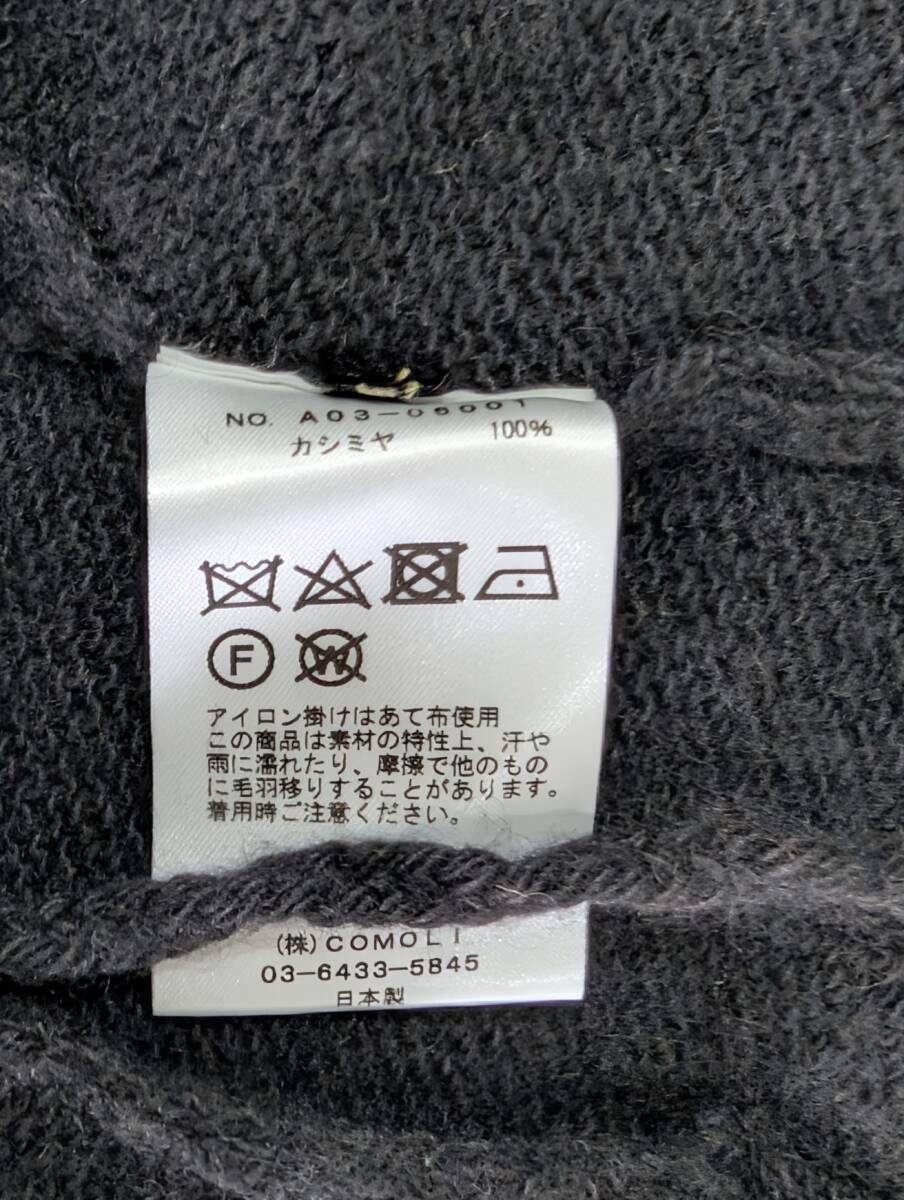 NO. A03-06001
カシミヤ 100%
F
W
アイロン掛けはあて布使用
この商品は素材の特性上、汗や
雨に濡れたり、摩擦で他のもの
に毛羽移りすることがあります。
着用時ご注意ください。
(株)COMOLI
03-6433-5845
日本製